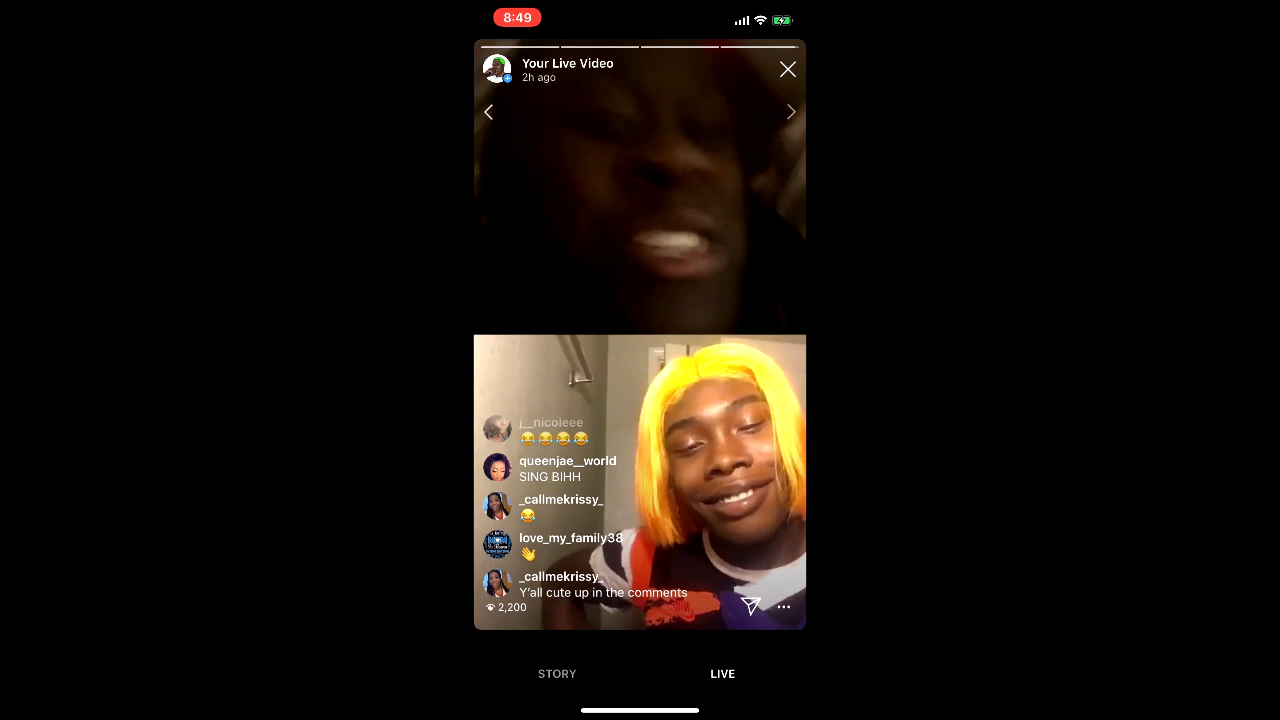 8:49
Your Live Video
2h ago
j__nicoleee
😂😂😂😂
queenjae__world
SING BIHH
_callmekrissy_
😂
love_my_family38
👋
_callmekrissy_
Y'all cute up in the comments
2,200
STORY
LIVE